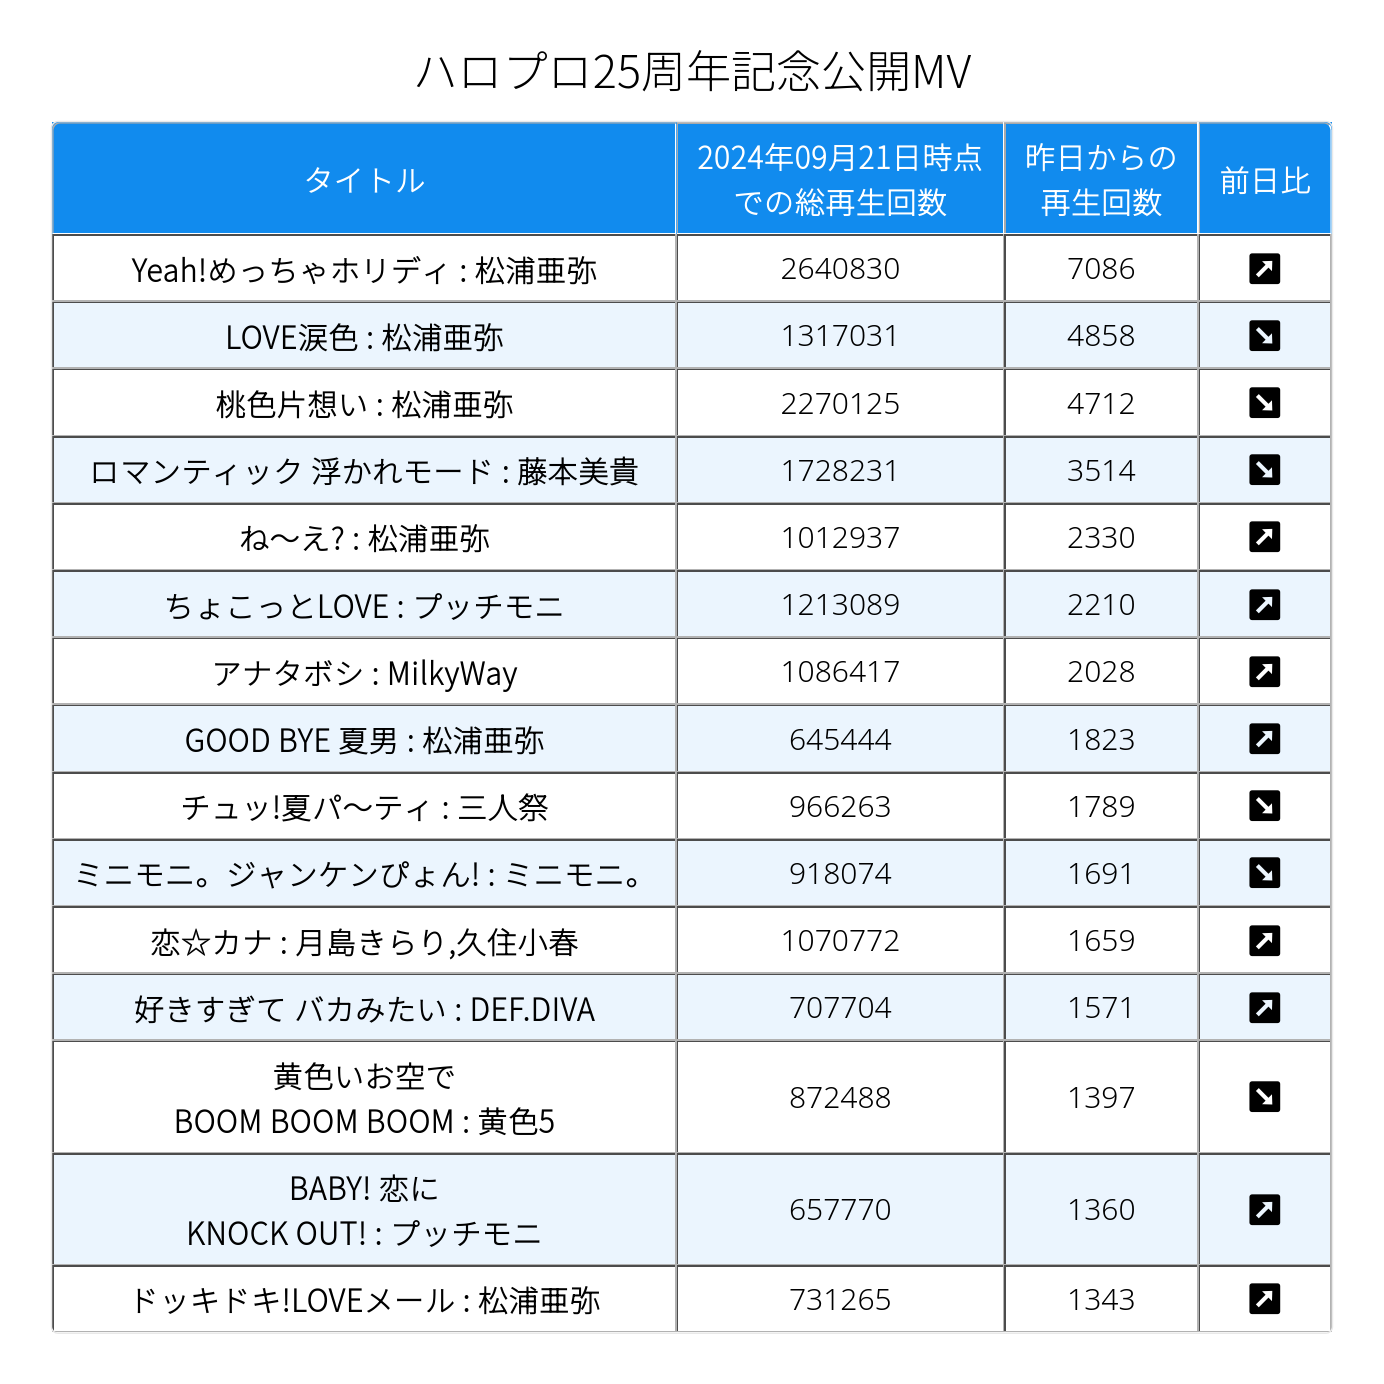 ハロプロ25周年記念公開MV
タイトル
2024年09月21日時点
での総再生回数
昨日からの
再生回数
前日比
Yeah!めっちゃホリディ : 松浦亜弥 2640830 7086
LOVE涙色 : 松浦亜弥 1317031 4858
桃色片想い : 松浦亜弥 2270125 4712
ロマンティック 浮かれモード : 藤本美貴 1728231 3514
ね〜え? : 松浦亜弥 1012937 2330
ちょこっとLOVE : プッチモニ 1213089 2210
アナタボシ : MilkyWay 1086417 2028
GOOD BYE 夏男 : 松浦亜弥 645444 1823
チュッ!夏パ〜ティ : 三人祭 966263 1789
ミニモニ。ジャンケンぴょん! : ミニモニ。 918074 1691
恋☆カナ : 月島きらり,久住小春 1070772 1659
好きすぎて バカみたい : DEF.DIVA 707704 1571
黄色いお空で
BOOM BOOM BOOM : 黄色5 872488 1397
BABY! 恋に
KNOCK OUT! : プッチモニ 657770 1360
ドッキドキ!LOVEメール : 松浦亜弥 731265 1343